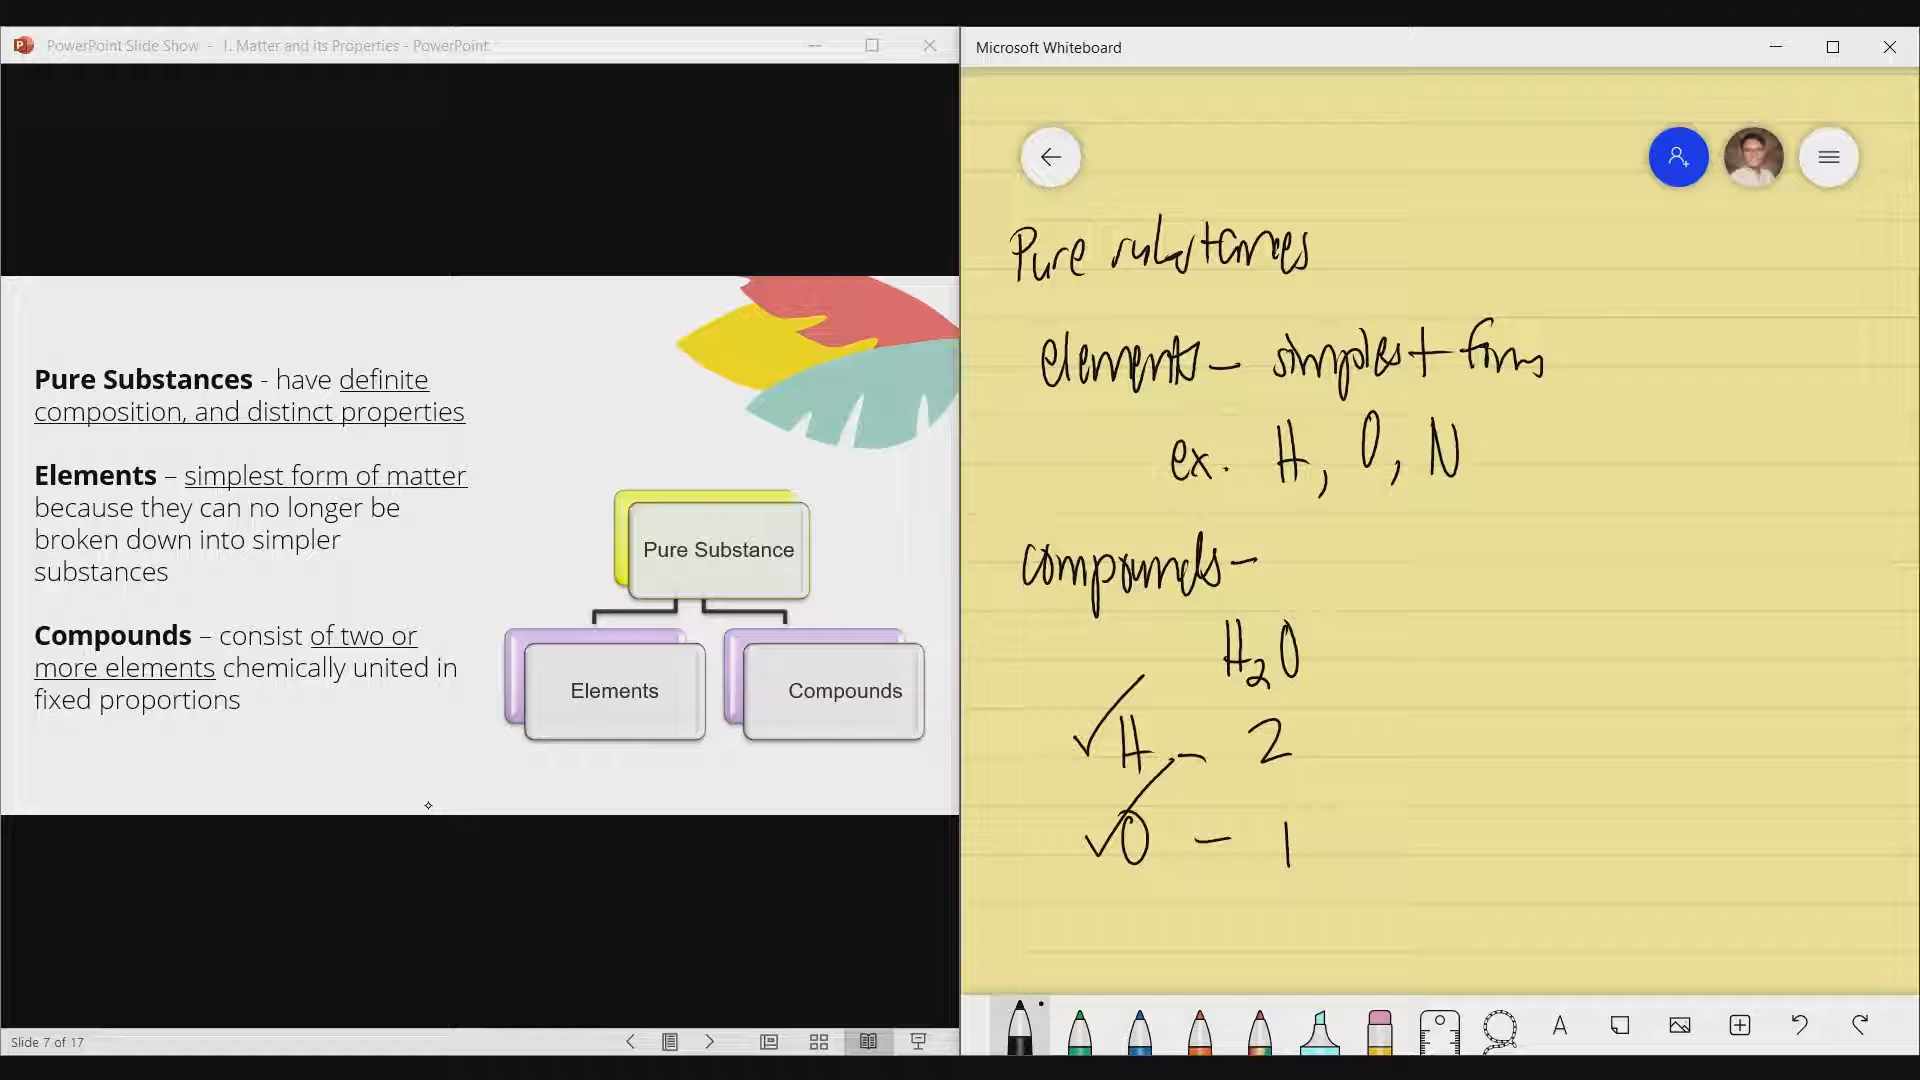 PowerPoint Slide Show - 1. Matter and its Properties - PowerPoint
Pure Substances - have definite
composition, and distinct properties
Elements – simplest form of matter
because they can no longer be
broken down into simpler
substances
Compounds – consist of two or
more elements chemically united in
fixed proportions
Pure Substance
Elements
Compounds
Slide 7 of 17
Microsoft Whiteboard
Pure substances
elements – simplest form
ex. H, O, N
compounds –
H₂O
H – 2
O – 1